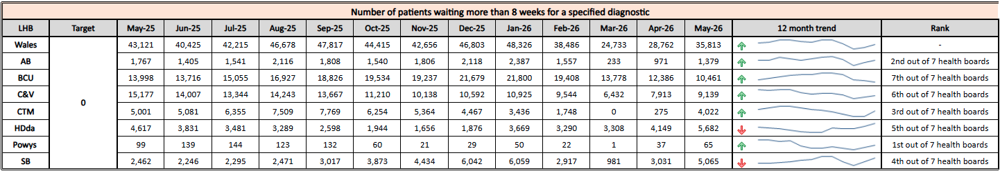 Number of patients waiting more than 8 weeks for a specified diagnostic
LHB Target May-25 Jun-25 Jul-25 Aug-25 Sep-25 Oct-25 Nov-25 Dec-25 Jan-26 Feb-26 Mar-26 Apr-26 May-26 12 month trend Rank
Wales 43,121 40,425 42,215 46,678 47,817 44,415 42,656 46,803 48,326 38,486 24,733 28,762 35,813 -
AB 1,767 1,405 1,541 2,116 1,808 1,540 1,806 2,118 2,387 1,557 233 971 1,379 2nd out of 7 health boards
BCU 13,998 13,716 15,055 16,927 18,826 19,534 19,237 21,679 21,800 19,408 13,778 12,386 10,461 7th out of 7 health boards
C&V 15,177 14,007 13,344 14,243 13,667 11,210 10,138 10,592 10,925 9,544 6,432 7,913 9,139 6th out of 7 health boards
0
CTM 5,001 5,081 6,355 7,509 7,769 6,254 5,364 4,467 3,436 1,748 0 275 4,022 3rd out of 7 health boards
HDda 4,617 3,831 3,481 3,289 2,598 1,944 1,656 1,876 3,669 3,290 3,308 4,149 5,682 5th out of 7 health boards
Powys 99 139 144 123 132 60 21 29 50 22 1 37 65 1st out of 7 health boards
SB 2,462 2,246 2,295 2,471 3,017 3,873 4,434 6,042 6,059 2,917 981 3,031 5,065 4th out of 7 health boards